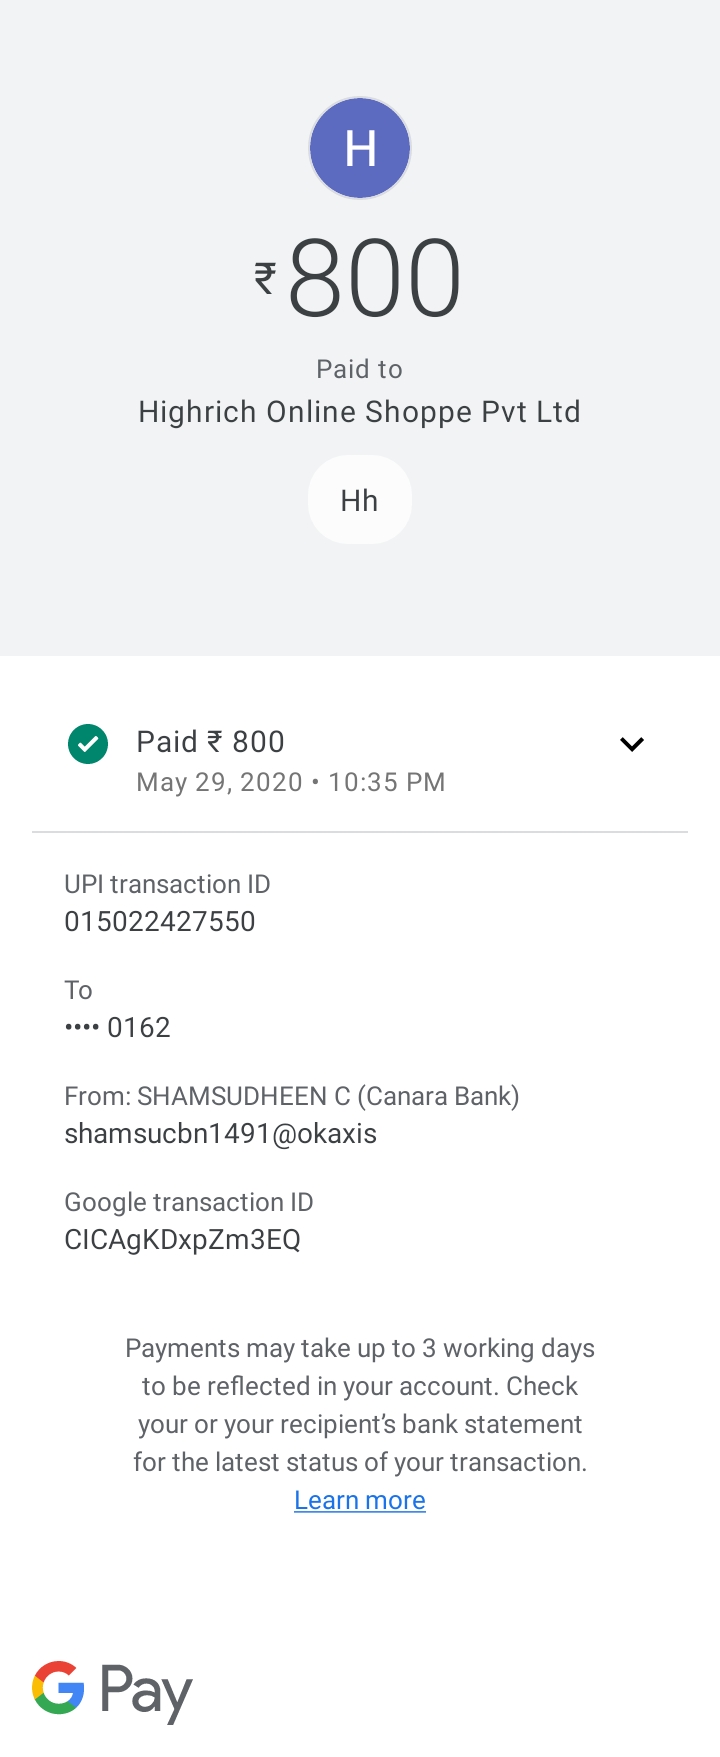 H
₹800
Paid to
Highrich Online Shoppe Pvt Ltd
Hh
Paid ₹ 800
May 29, 2020 • 10:35 PM
UPI transaction ID
015022427550
To
•••• 0162
From: SHAMSUDHEEN C (Canara Bank)
shamsucbn1491@okaxis
Google transaction ID
CICAgKDxpZm3EQ
Payments may take up to 3 working days
to be reflected in your account. Check
your or your recipient's bank statement
for the latest status of your transaction.
Learn more
G Pay